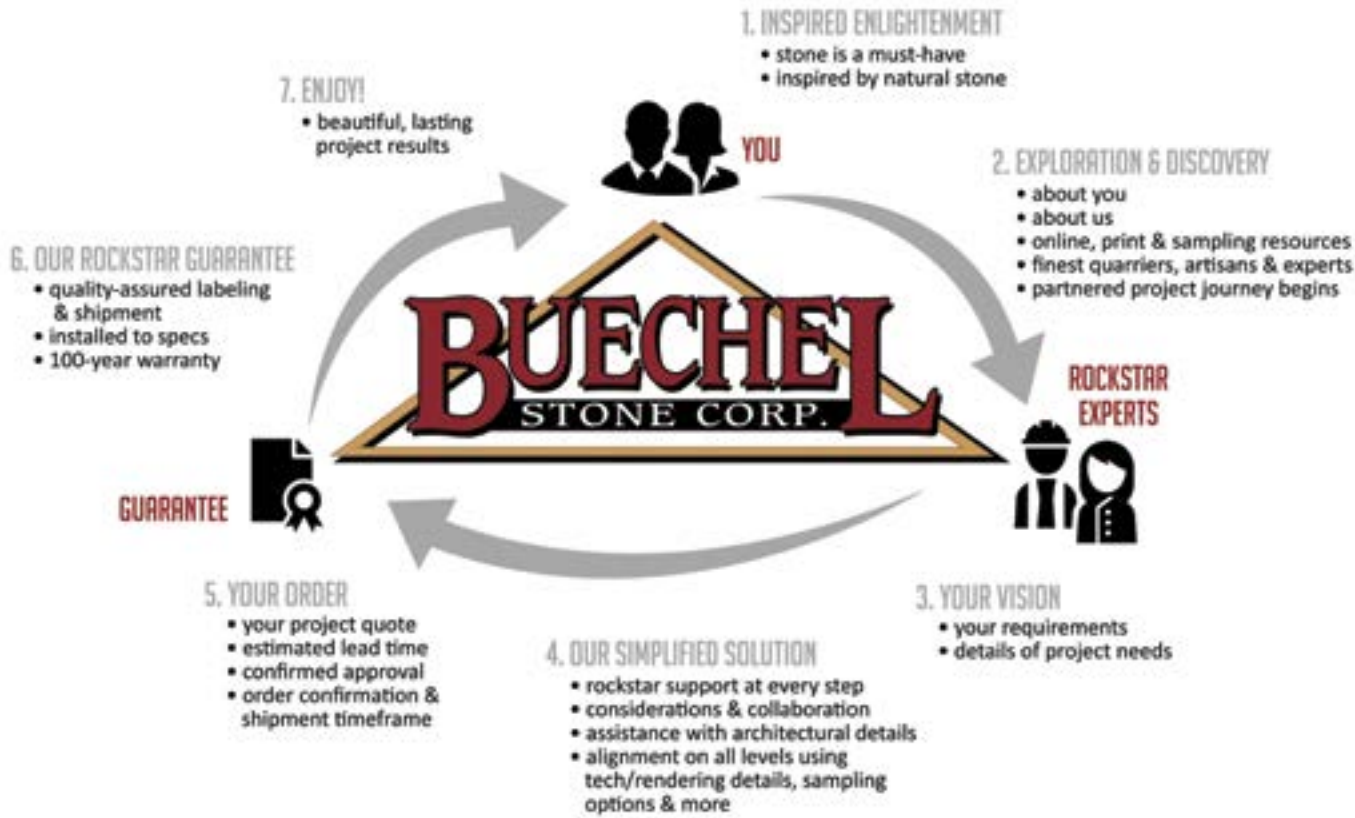 1. INSPIRED ENLIGHTENMENT
• stone is a must-have
• inspired by natural stone
YOU
2. EXPLORATION & DISCOVERY
• about you
• about us
• online, print & sampling resources
• finest quarriers, artisans & experts
• partnered project journey begins
ROCKSTAR
EXPERTS
3. YOUR VISION
• your requirements
• details of project needs
4. OUR SIMPLIFIED SOLUTION
• rockstar support at every step
• considerations & collaboration
• assistance with architectural details
• alignment on all levels using
tech/rendering details, sampling
options & more
5. YOUR ORDER
• your project quote
• estimated lead time
• confirmed approval
• order confirmation &
shipment timeframe
GUARANTEE
6. OUR ROCKSTAR GUARANTEE
• quality-assured labeling
& shipment
• installed to specs
• 100-year warranty
7. ENJOY!
• beautiful, lasting
project results
BUECHEL
STONE CORP.